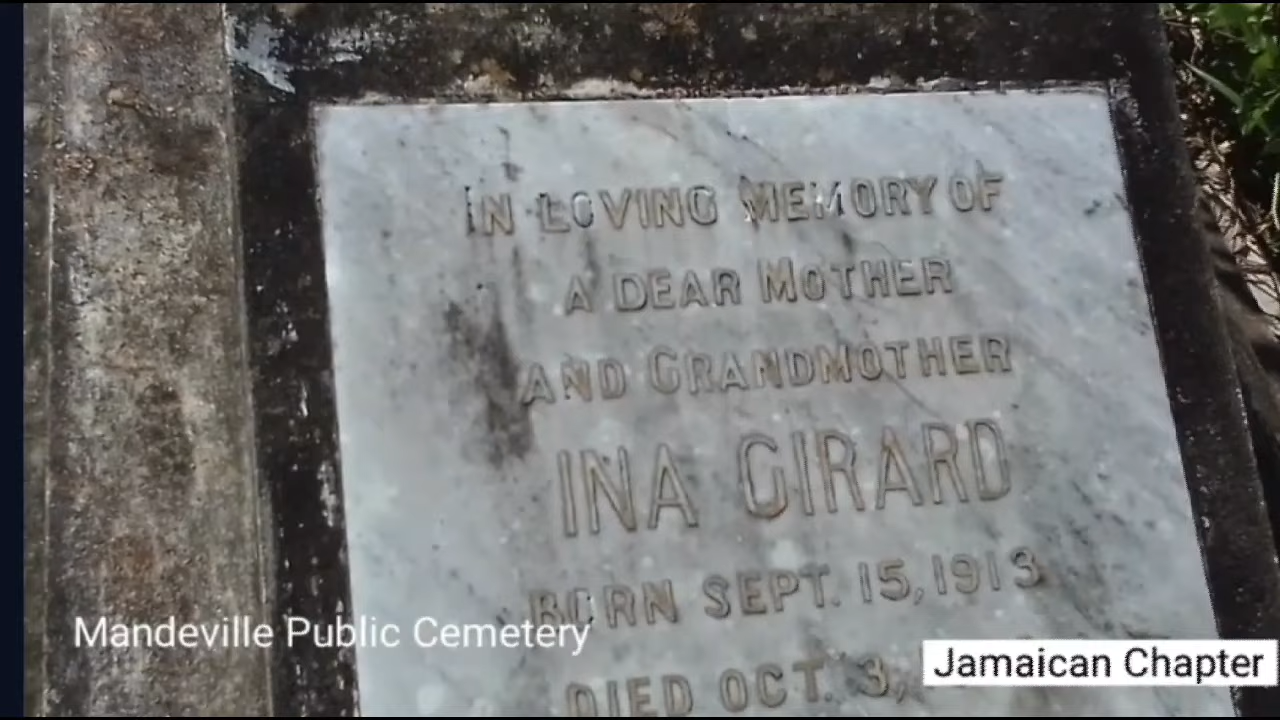 IN LOVING MEMORY OF
A DEAR MOTHER
AND GRANDMOTHER
INA GIRARD
BORN SEPT. 15, 1913
DIED OCT. 3,
Mandeville Public Cemetery
Jamaican Chapter